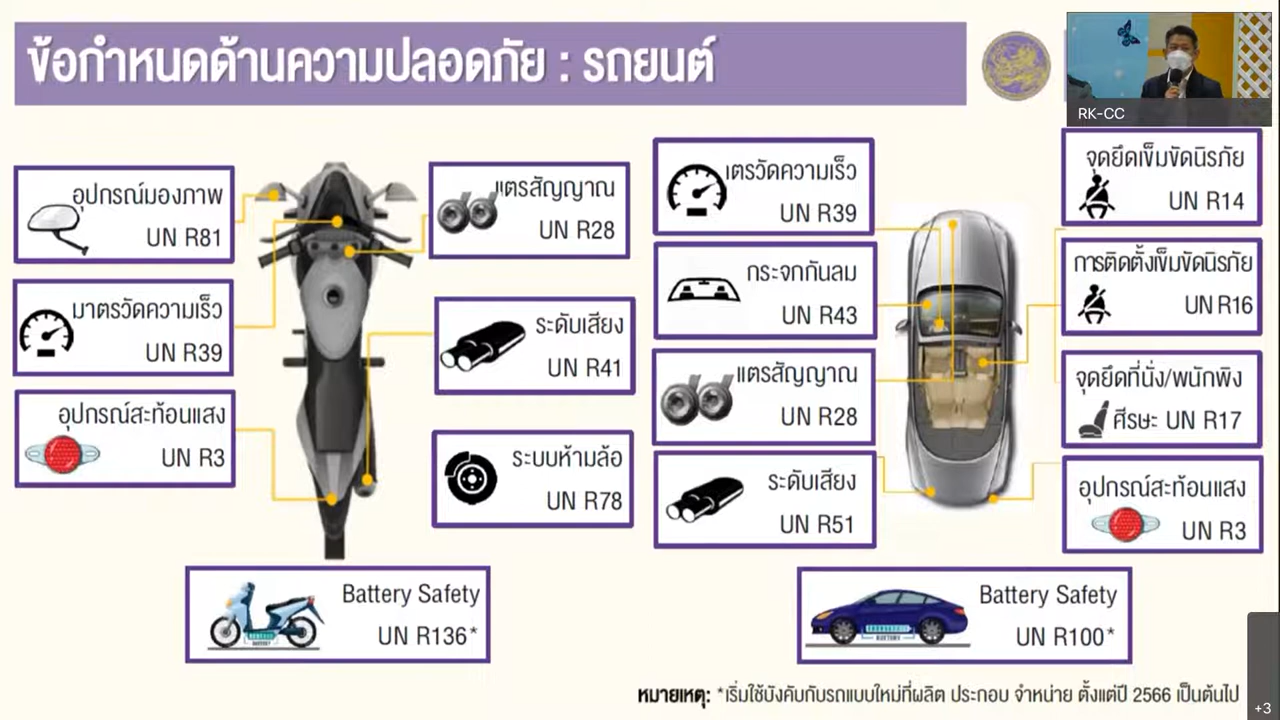 ข้อกำหนดด้านความปลอดภัย : รถยนต์
RK-CC
อุปกรณ์มองภาพ
UN R81
มาตรวัดความเร็ว
UN R39
อุปกรณ์สะท้อนแสง
UN R3
แตรสัญญาณ
UN R28
ระดับเสียง
UN R41
ระบบห้ามล้อ
UN R78
Battery Safety
UN R136*
เตรวัดความเร็ว
UN R39
กระจกกันลม
UN R43
แตรสัญญาณ
UN R28
ระดับเสียง
UN R51
จุดยึดเข็มขัดนิรภัย
UN R14
การติดตั้งเข็มขัดนิรภัย
UN R16
จุดยึดที่นั่ง/พนักพิง
ศีรษะ UN R17
อุปกรณ์สะท้อนแสง
UN R3
Battery Safety
UN R100*
หมายเหตุ: *เริ่มใช้บังคับกับรถแบบใหม่ที่ผลิต ประกอบ จำหน่าย ตั้งแต่ปี 2566 เป็นต้นไป
+3